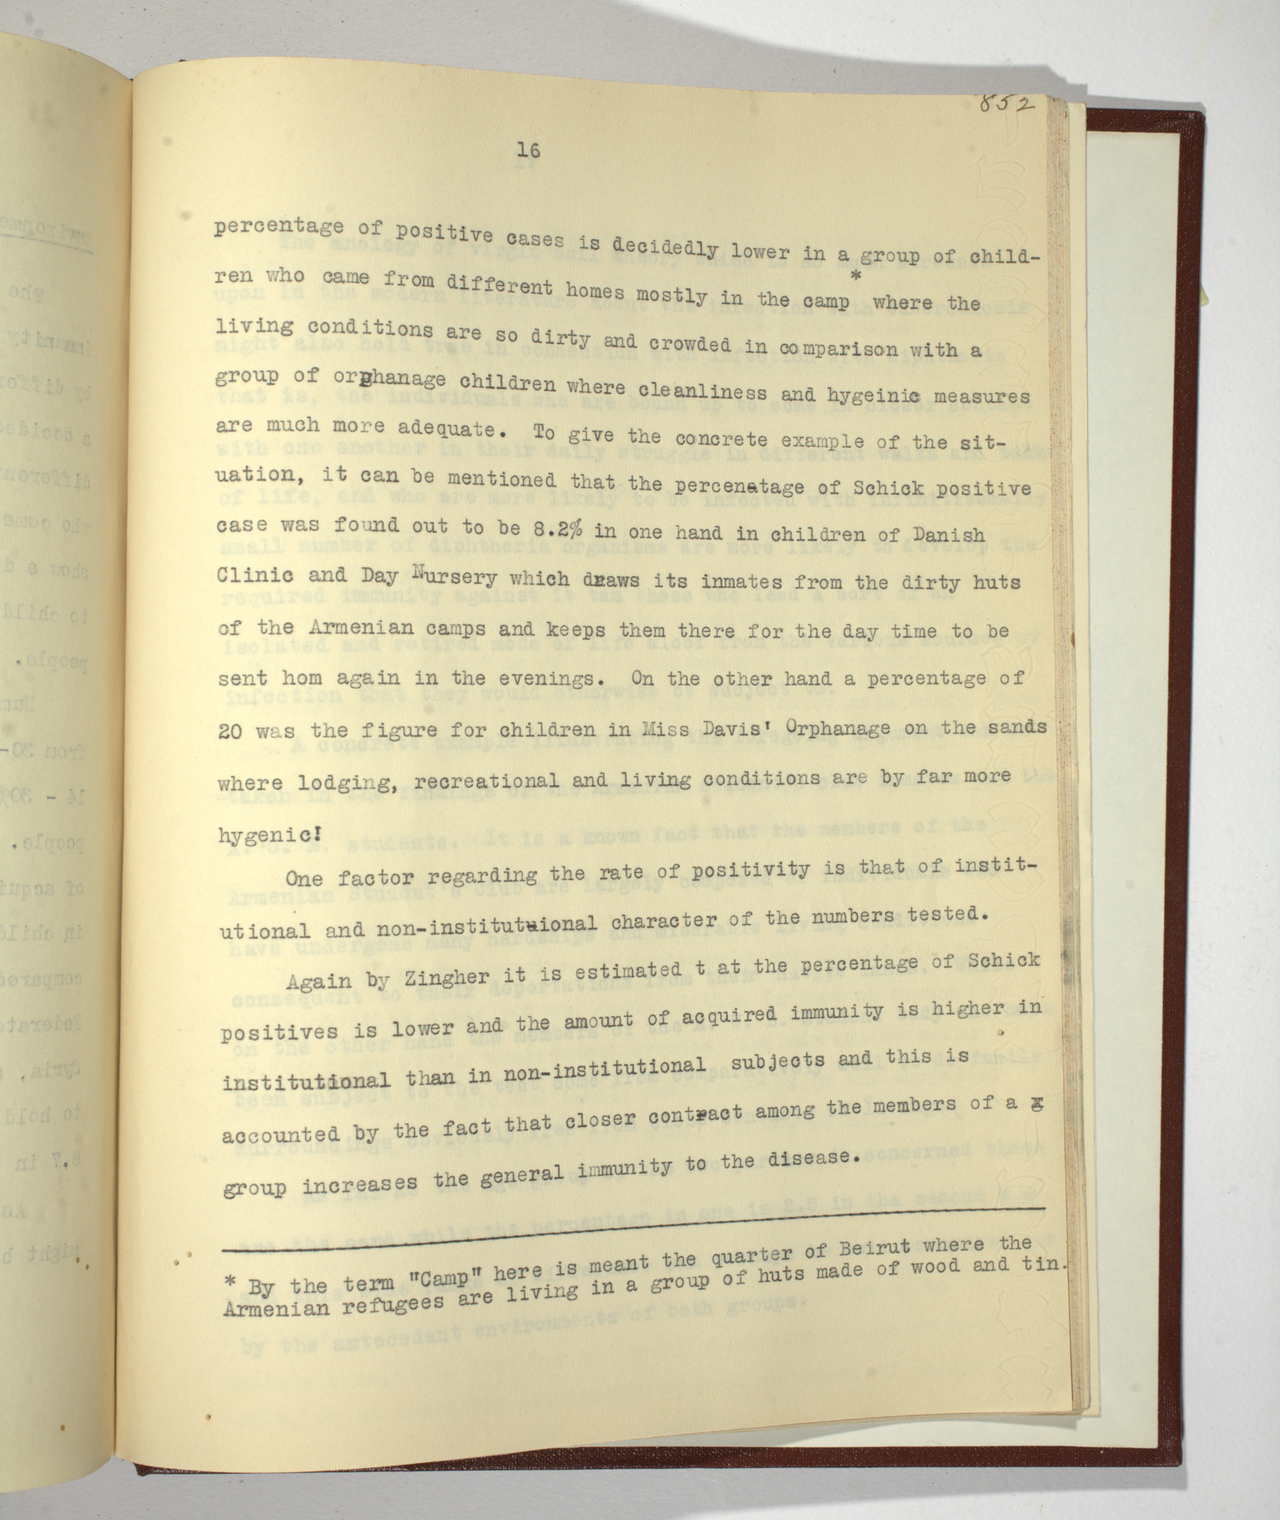 852
16
percentage of positive cases is decidedly lower in a group of child-
ren who came from different homes mostly in the camp* where the
living conditions are so dirty and crowded in comparison with a
group of orphanage children where cleanliness and hygeinic measures
are much more adequate. To give the concrete example of the sit-
uation, it can be mentioned that the percenatage of Schick positive
case was found out to be 8.2% in one hand in children of Danish
Clinic and Day Nursery which draws its inmates from the dirty huts
of the Armenian camps and keeps them there for the day time to be
sent hom again in the evenings. On the other hand a percentage of
20 was the figure for children in Miss Davis' Orphanage on the sands
where lodging, recreational and living conditions are by far more
hygenic!
One factor regarding the rate of positivity is that of instit-
utional and non-institutuional character of the numbers tested.
Again by Zingher it is estimated t at the percentage of Schick
positives is lower and the amount of acquired immunity is higher in
institutional than in non-institutional subjects and this is
accounted by the fact that closer contract among the members of a x
group increases the general immunity to the disease.
* By the term "Camp" here is meant the quarter of Beirut where the
Armenian refugees are living in a group of huts made of wood and tin.